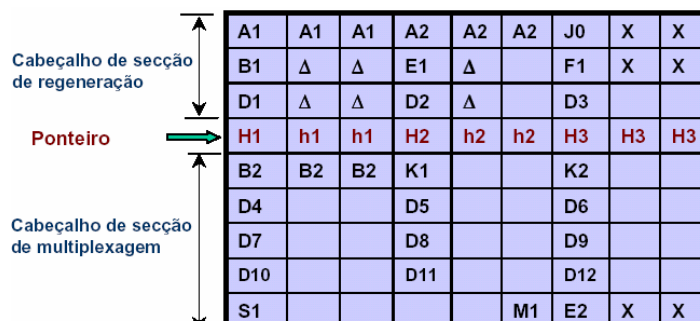 A1 A1 A1 A2 A2 A2 J0 X X
Cabeçalho de secção
de regeneração
B1 Δ Δ E1 Δ F1 X X
D1 Δ Δ D2 Δ D3
Ponteiro
H1 h1 h1 H2 h2 h2 H3 H3 H3
B2 B2 B2 K1 K2
Cabeçalho de secção
de multiplexagem
D4 D5 D6
D7 D8 D9
D10 D11 D12
S1 M1 E2 X X